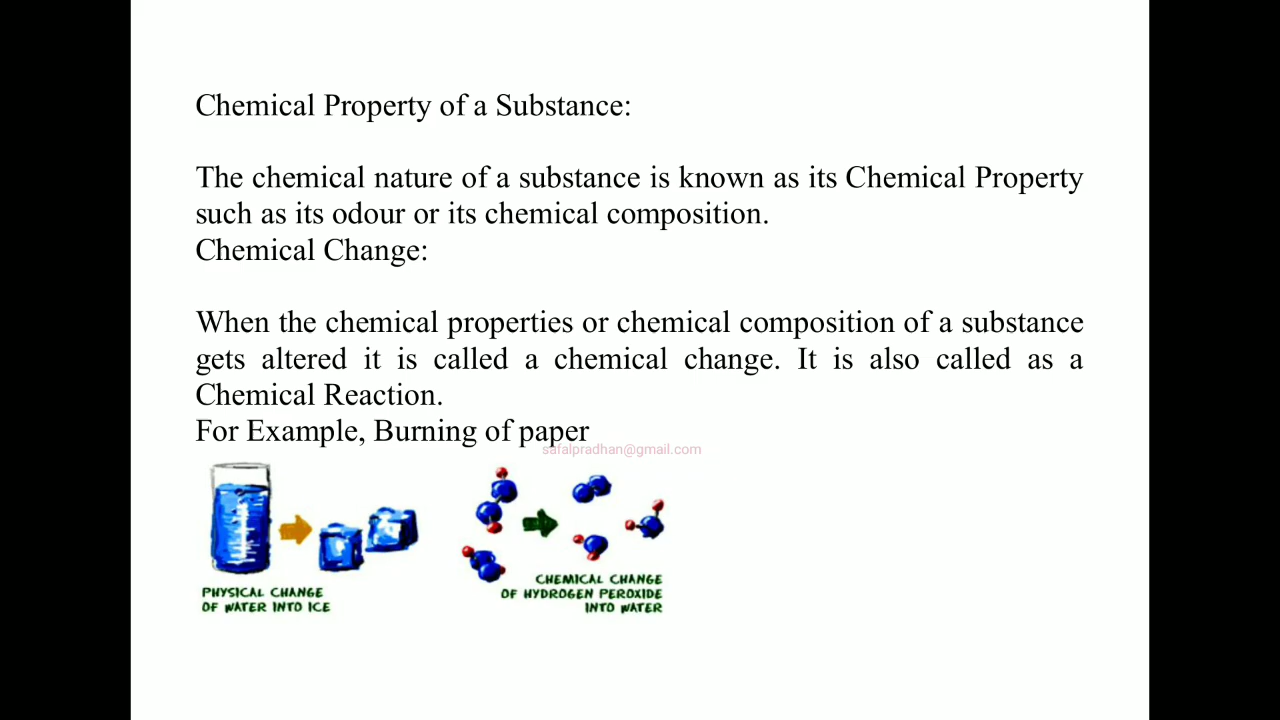 Chemical Property of a Substance:
The chemical nature of a substance is known as its Chemical Property
such as its odour or its chemical composition.
Chemical Change:
When the chemical properties or chemical composition of a substance
gets altered it is called a chemical change. It is also called as a
Chemical Reaction.
For Example, Burning of paper
safalpradhan@gmail.com
PHYSICAL CHANGE
OF WATER INTO ICE
CHEMICAL CHANGE
OF HYDROGEN PEROXIDE
INTO WATER